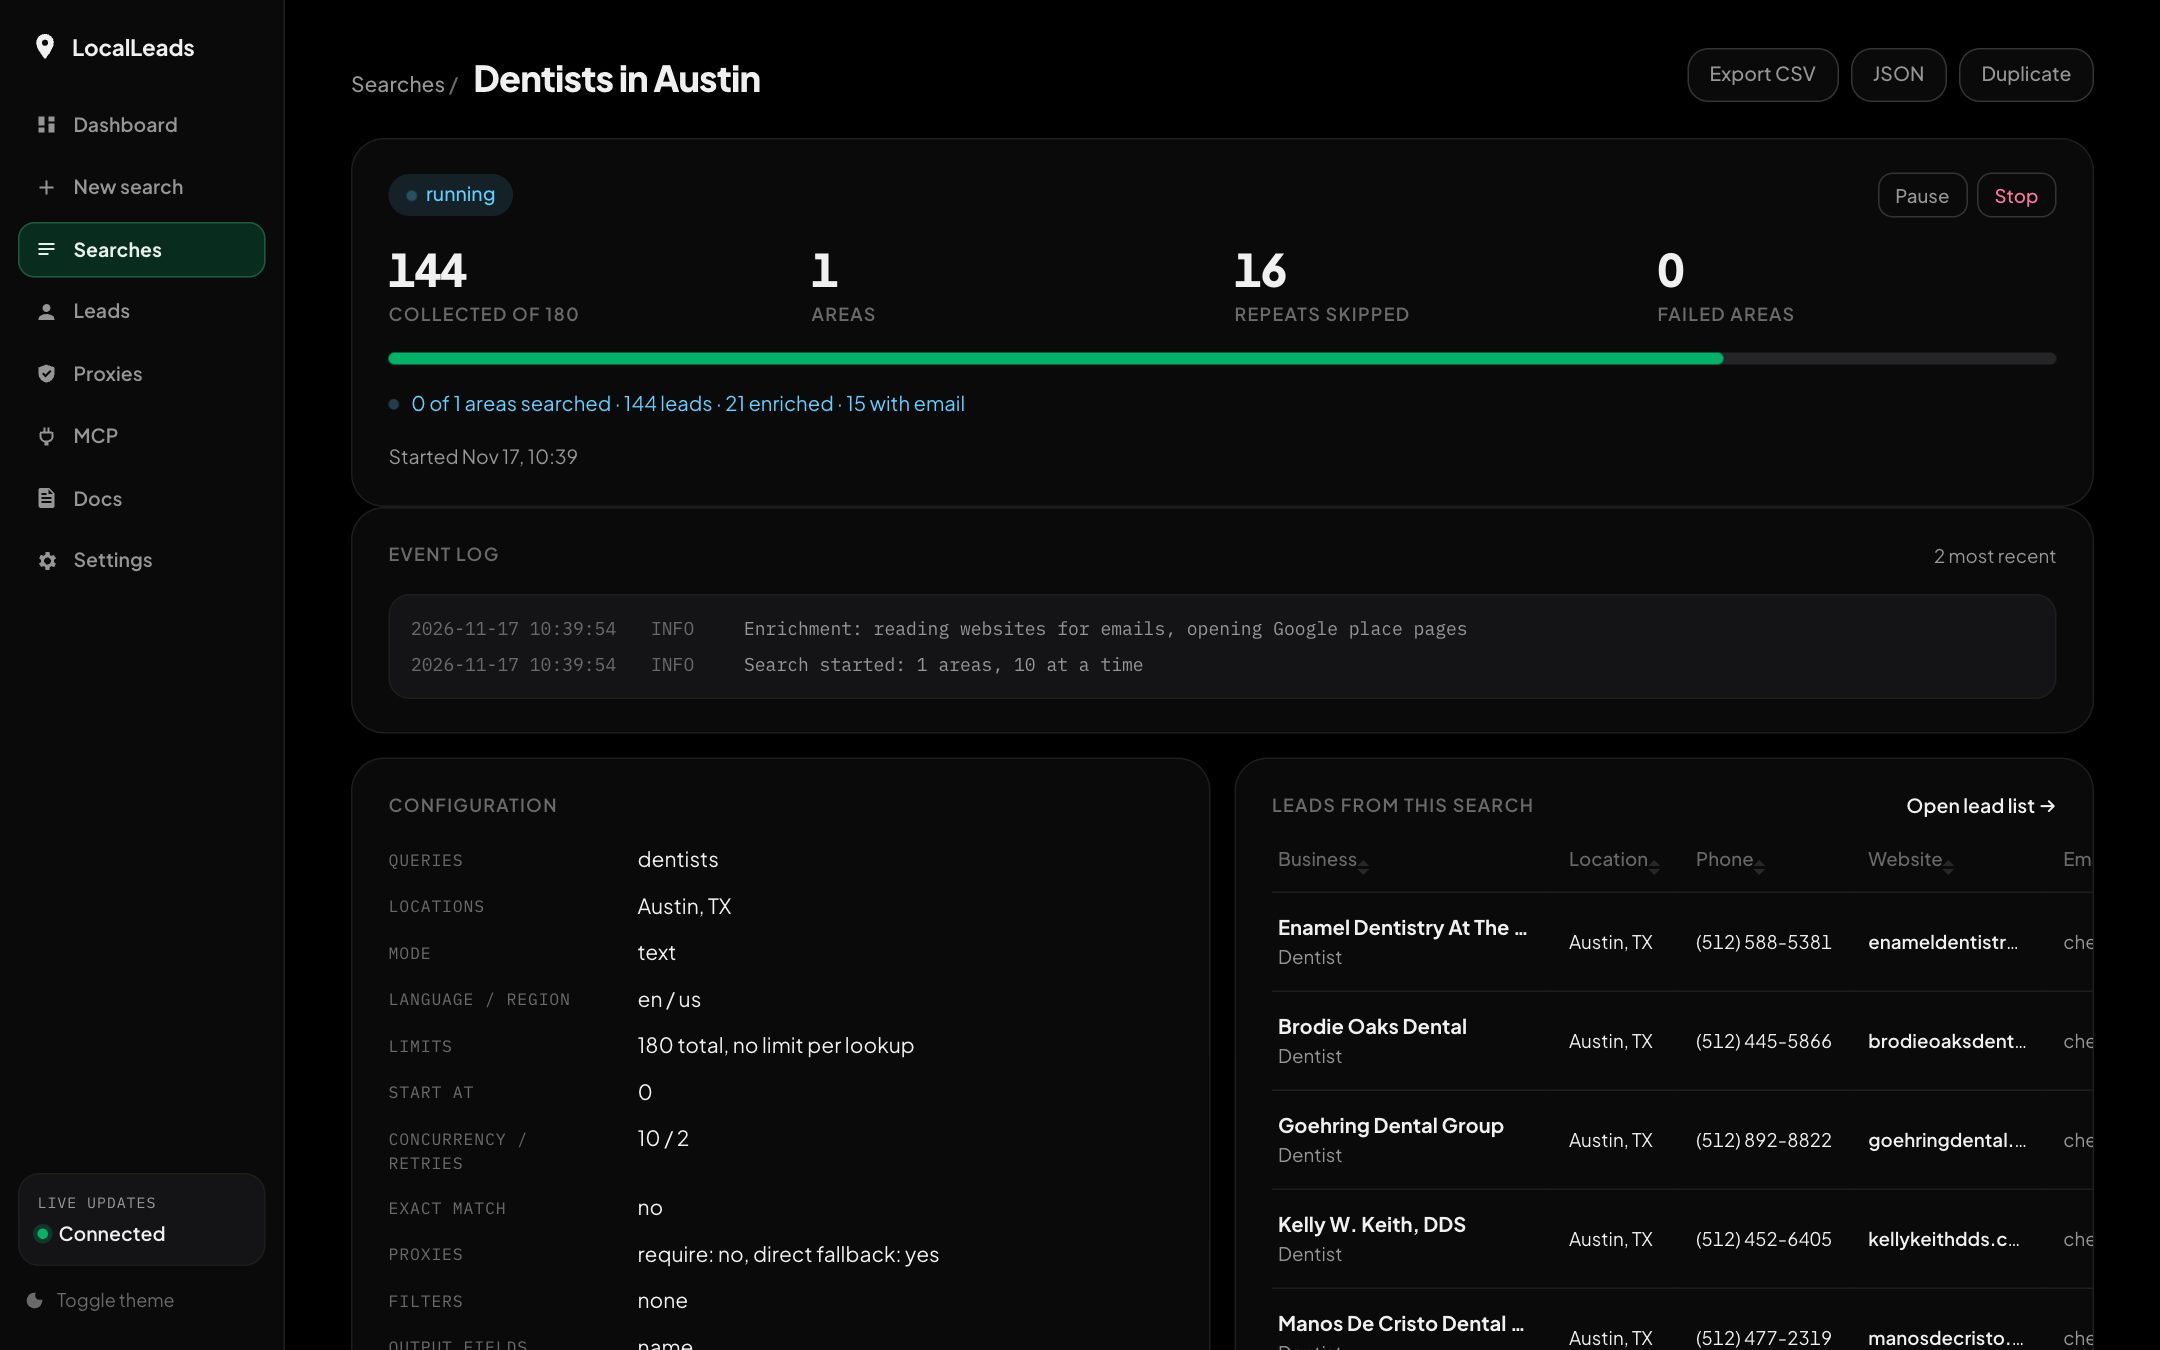 LocalLeads
Dashboard
New search
Searches
Leads
Proxies
MCP
Docs
Settings
LIVE UPDATES
Connected
Toggle theme
Searches / Dentists in Austin
Export CSV JSON Duplicate
running
Pause Stop
144 1 16 0
COLLECTED OF 180 AREAS REPEATS SKIPPED FAILED AREAS
0 of 1 areas searched · 144 leads · 21 enriched · 15 with email
Started Nov 17, 10:39
EVENT LOG 2 most recent
2026-11-17 10:39:54 INFO Enrichment: reading websites for emails, opening Google place pages
2026-11-17 10:39:54 INFO Search started: 1 areas, 10 at a time
CONFIGURATION
QUERIES dentists
LOCATIONS Austin, TX
MODE text
LANGUAGE / REGION en / us
LIMITS 180 total, no limit per lookup
START AT 0
CONCURRENCY / 10 / 2
RETRIES
EXACT MATCH no
PROXIES require: no, direct fallback: yes
FILTERS none
OUTPUT FIELDS name
LEADS FROM THIS SEARCH Open lead list →
Business Location Phone Website Em
Enamel Dentistry At The ...
Dentist
Austin, TX (512) 588-5381 enameldentistr... che
Brodie Oaks Dental
Dentist
Austin, TX (512) 445-5866 brodieoaksdent... che
Goehring Dental Group
Dentist
Austin, TX (512) 892-8822 goehringdental.... che
Kelly W. Keith, DDS
Dentist
Austin, TX (512) 452-6405 kellykeithdds.c... che
Manos De Cristo Dental ...
Austin, TX (512) 477-2319 manosdecristo.... che